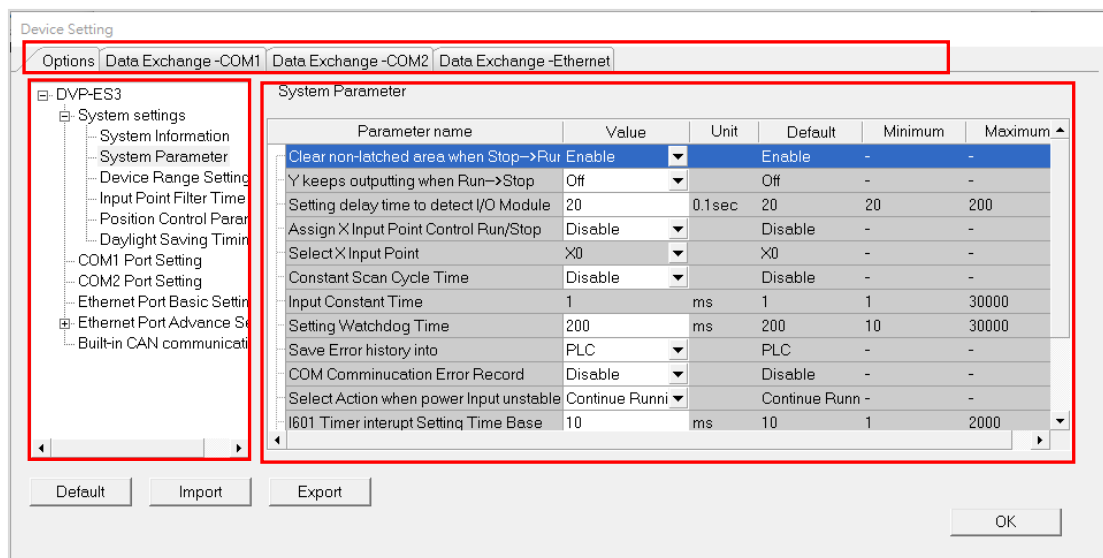 Device Setting
Options Data Exchange -COM1 Data Exchange -COM2 Data Exchange -Ethernet
DVP-ES3
System settings
System Information
System Parameter
Device Range Setting
Input Point Filter Time
Position Control Parar
Daylight Saving Timin
COM1 Port Setting
COM2 Port Setting
Ethernet Port Basic Settin
Ethernet Port Advance Se
Built-in CAN communicati
System Parameter
Parameter name Value Unit Default Minimum Maximum
Clear non-latched area when Stop—>Rur Enable Enable - -
Y keeps outputting when Run—>Stop Off Off - -
Setting delay time to detect I/O Module 20 0.1sec 20 20 200
Assign X Input Point Control Run/Stop Disable Disable - -
Select X Input Point X0 X0 - -
Constant Scan Cycle Time Disable Disable - -
Input Constant Time 1 ms 1 1 30000
Setting Watchdog Time 200 ms 200 10 30000
Save Error history into PLC PLC - -
COM Comminucation Error Record Disable Disable - -
Select Action when power Input unstable Continue Runni Continue Runn - -
I601 Timer interupt Setting Time Base 10 ms 10 1 2000
Default Import Export
OK